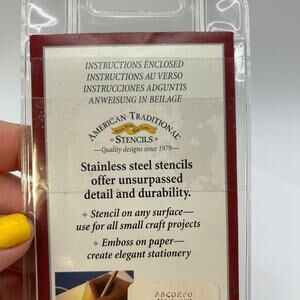 INSTRUCTIONS ENCLOSED
INSTRUCTIONS AU VERSO
INSTRUCCIONES ADGUNTIS
ANWEISUNG IN BEILAGE
AMERICAN TRADITIONAL
STENCILS
—Quality designs since 1979—
Stainless steel stencils
offer unsurpassed
detail and durability.
+ Stencil on any surface—
use for all small craft projects
+ Emboss on paper—
create elegant stationery
ABCDEFG